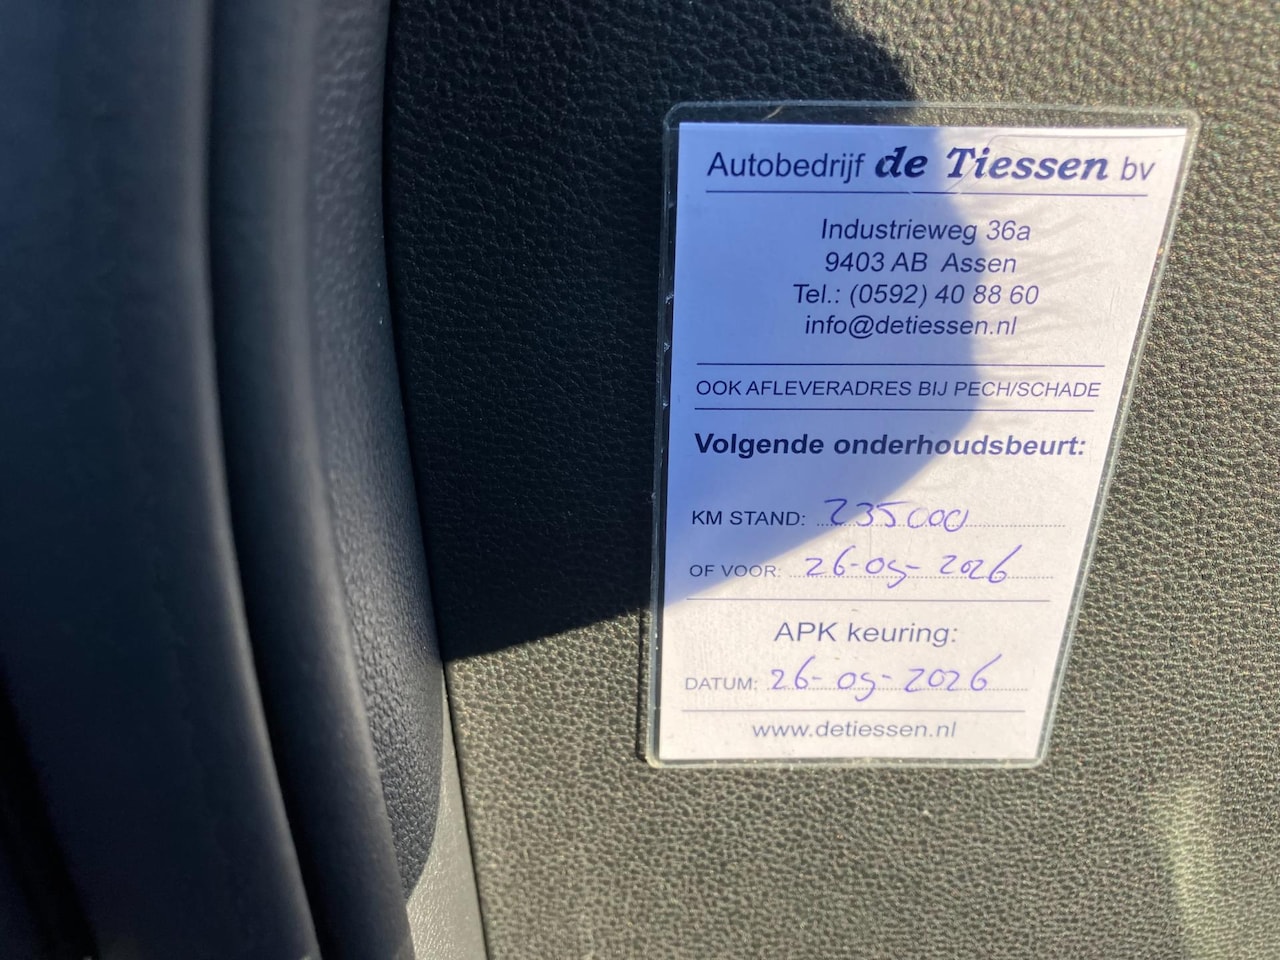 Autobedrijf de Tiessen bv
Industrieweg 36a
9403 AB Assen
Tel.: (0592) 40 88 60
info@detiessen.nl
OOK AFLEVERADRES BIJ PECH/SCHADE
Volgende onderhoudsbeurt:
KM STAND: 235000
OF VOOR: 26-05-2026
APK keuring:
DATUM: 26-05-2026
www.detiessen.nl